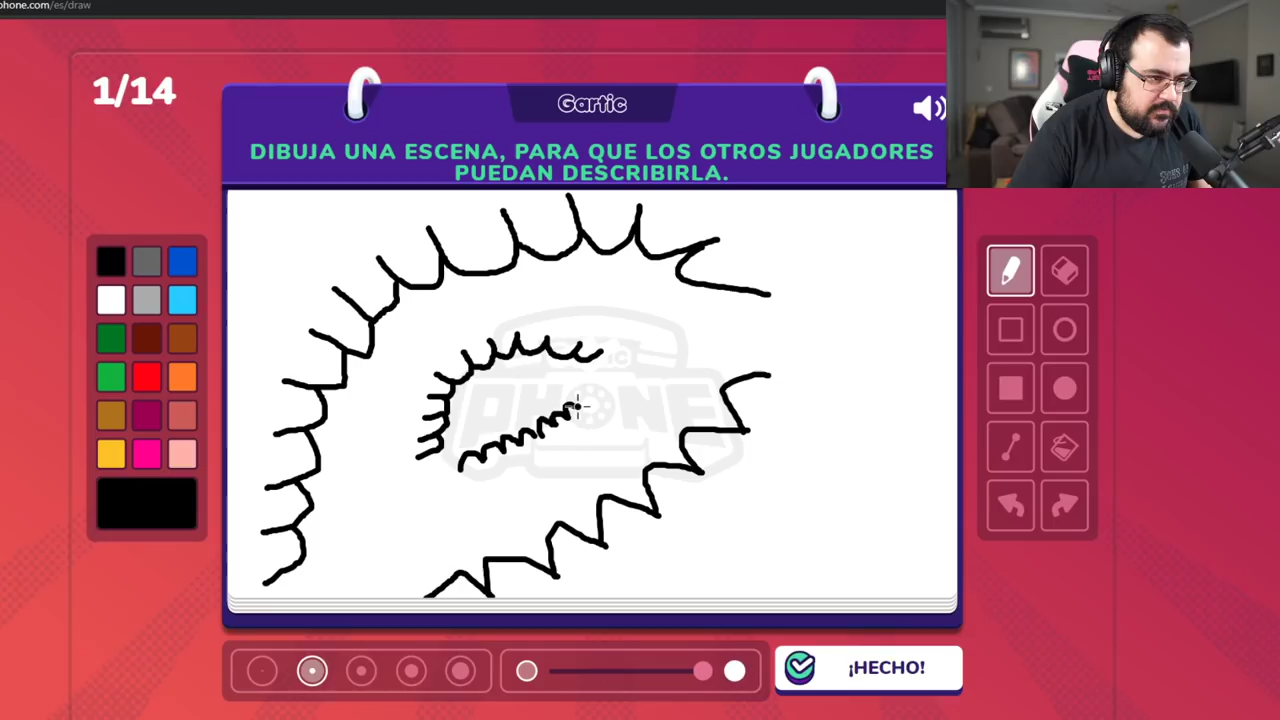 phone.com/es/draw
1/14
Gartic
DIBUJA UNA ESCENA, PARA QUE LOS OTROS JUGADORES
PUEDAN DESCRIBIRLA.
PHONE
¡HECHO!